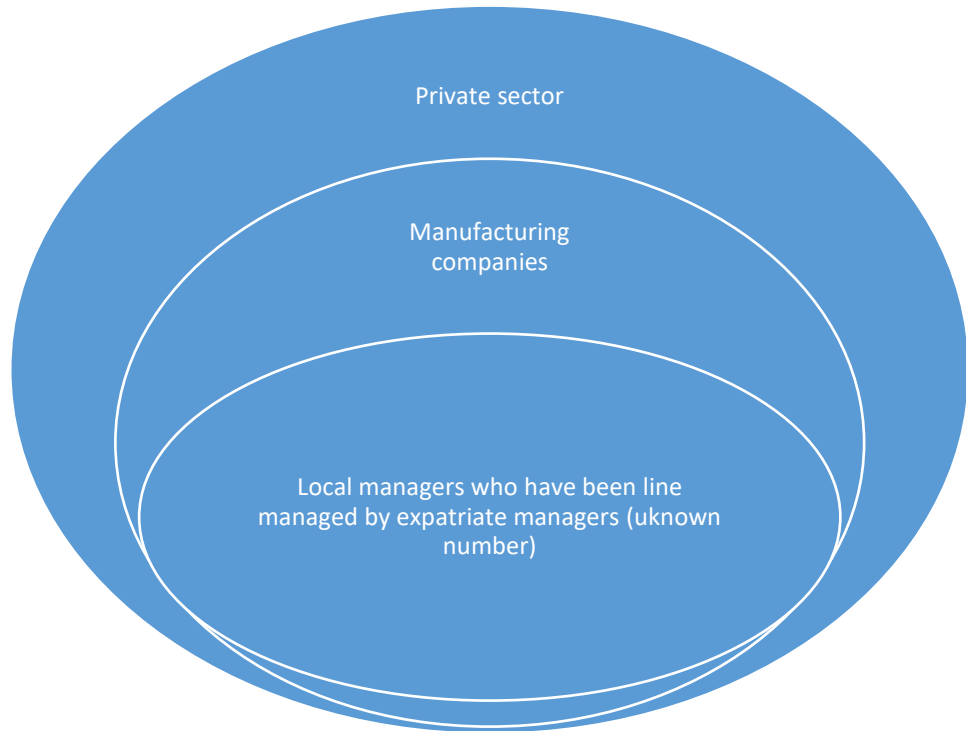 Private sector
Manufacturing
companies
Local managers who have been line
managed by expatriate managers (uknown
number)